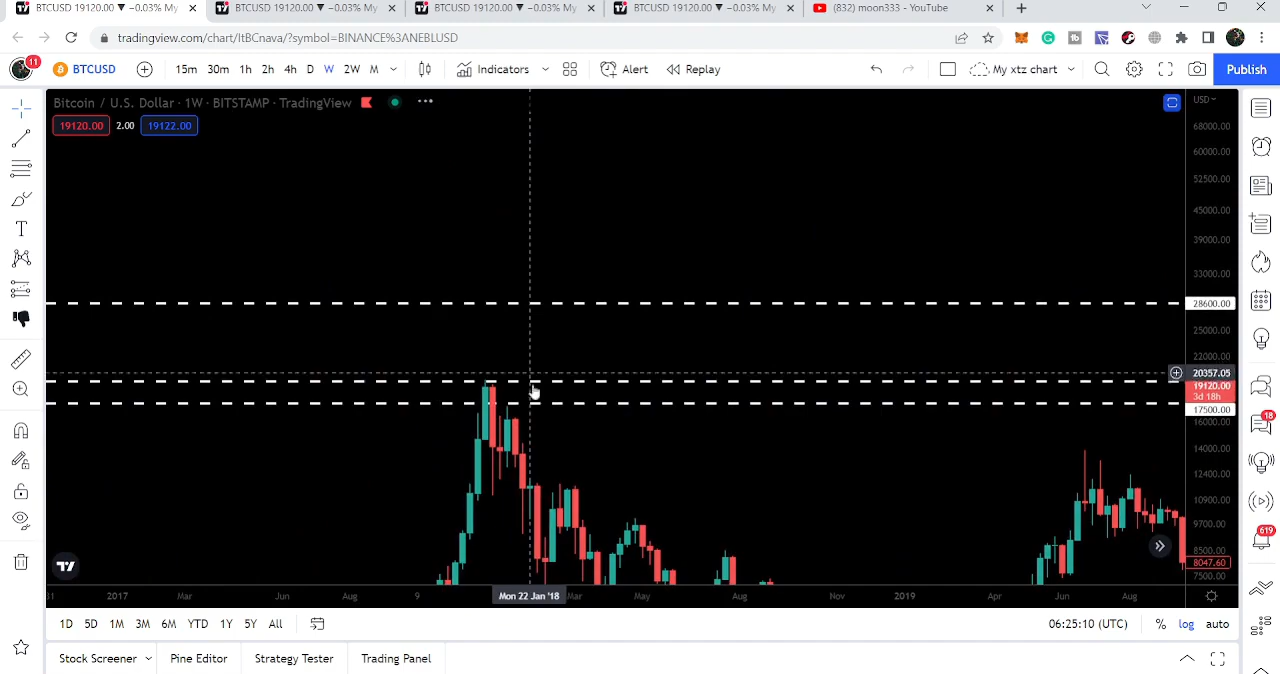 BTCUSD 19120.00 ▼ −0.03% My
BTCUSD 19120.00 ▼ −0.03% My
BTCUSD 19120.00 ▼ −0.03% My
BTCUSD 19120.00 ▼ −0.03% My
(832) moon333 - YouTube
tradingview.com/chart/ItBCnava/?symbol=BINANCE%3ANEBLUSD
11
BTCUSD 15m 30m 1h 2h 4h D W 2W M Indicators Alert Replay My xtz chart Publish
Bitcoin / U.S. Dollar · 1W · BITSTAMP · TradingView
USD
19120.00 2.00 19122.00
68000.00
60000.00
52500.00
45000.00
39000.00
33000.00
28600.00
25000.00
22000.00
20357.05
19120.00
3d 18h
17500.00
16000.00
14000.00
12400.00
10900.00
9700.00
8500.00
8047.60
7500.00
18
619
31 2017 Mar Jun Aug 9 Mon 22 Jan '18 Mar May Aug Nov 2019 Apr Jun Aug
1D 5D 1M 3M 6M YTD 1Y 5Y All 06:25:10 (UTC) % log auto
Stock Screener Pine Editor Strategy Tester Trading Panel